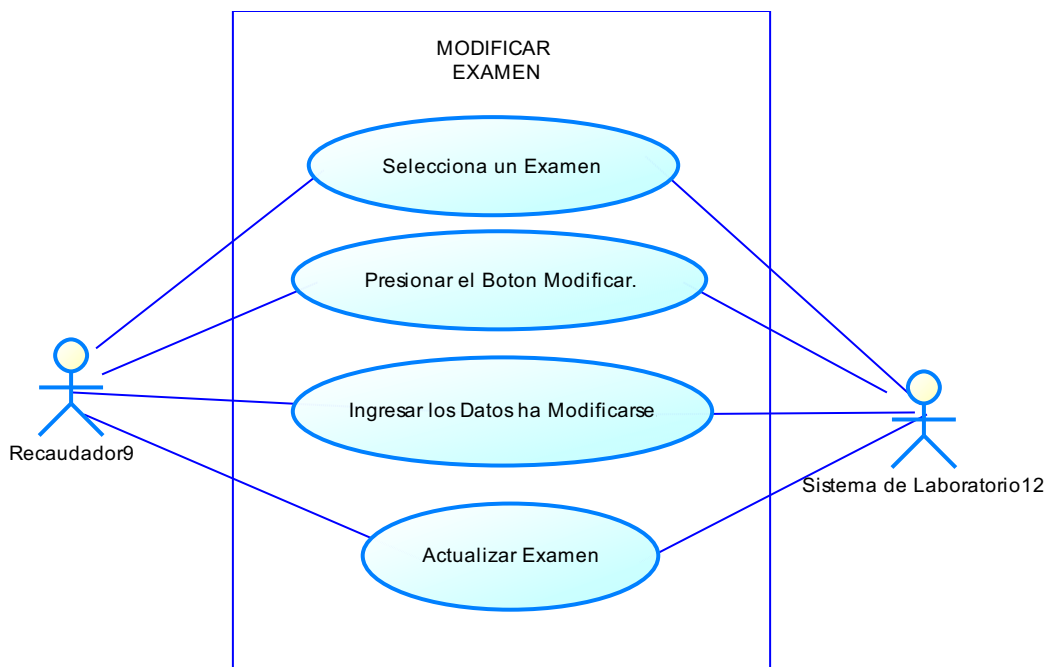 MODIFICAR
EXAMEN
Selecciona un Examen
Presionar el Boton Modificar.
Ingresar los Datos ha Modificarse
Recaudador9
Sistema de Laboratorio12
Actualizar Examen